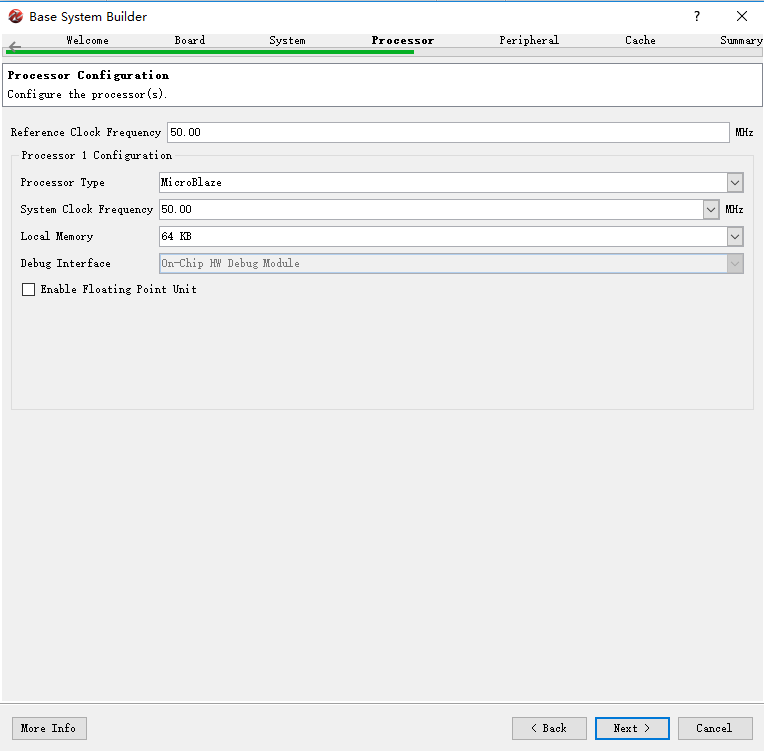 Base System Builder ?
Welcome Board System Processor Peripheral Cache Summary
Processor Configuration
Configure the processor(s).
Reference Clock Frequency 50.00 MHz
Processor 1 Configuration
Processor Type MicroBlaze
System Clock Frequency 50.00 MHz
Local Memory 64 KB
Debug Interface On-Chip HW Debug Module
Enable Floating Point Unit
More Info < Back Next > Cancel